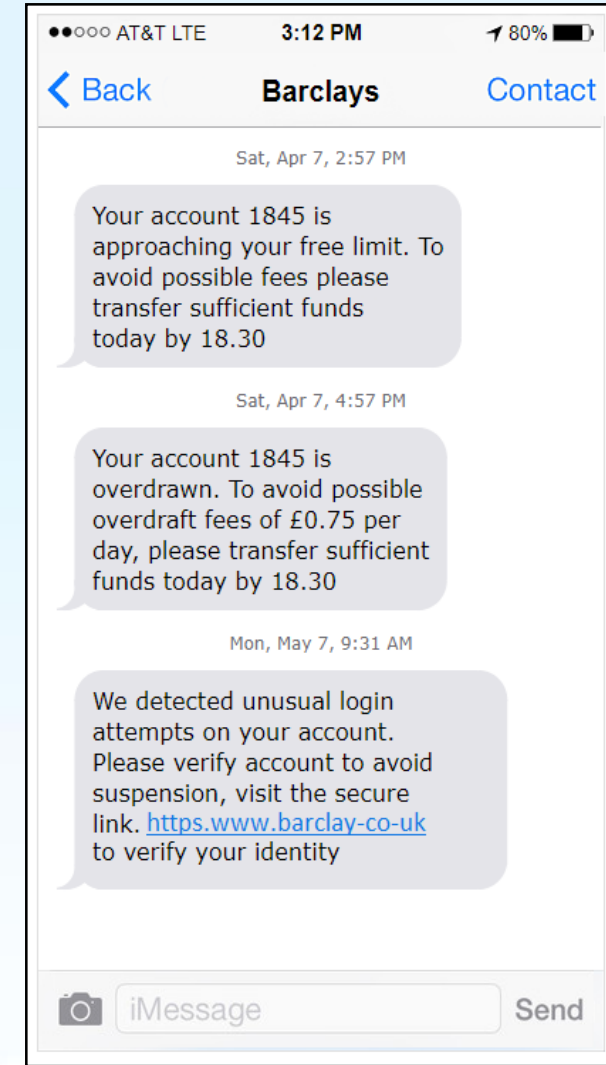 AT&T LTE 3:12 PM 80%
Back Barclays Contact
Sat, Apr 7, 2:57 PM
Your account 1845 is
approaching your free limit. To
avoid possible fees please
transfer sufficient funds
today by 18.30
Sat, Apr 7, 4:57 PM
Your account 1845 is
overdrawn. To avoid possible
overdraft fees of £0.75 per
day, please transfer sufficient
funds today by 18.30
Mon, May 7, 9:31 AM
We detected unusual login
attempts on your account.
Please verify account to avoid
suspension, visit the secure
link. https.www.barclay-co-uk
to verify your identity
iMessage Send